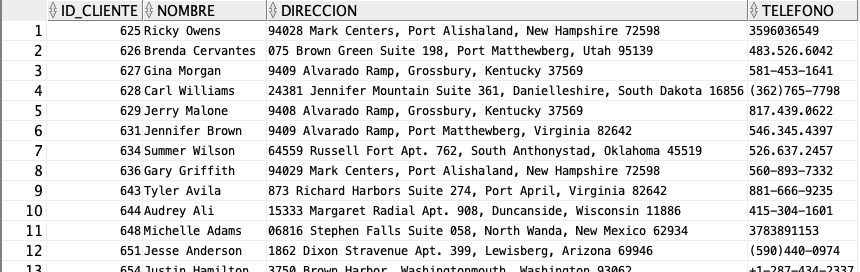 ID_CLIENTE NOMBRE DIRECCION TELEFONO
1 625 Ricky Owens 94028 Mark Centers, Port Alishaland, New Hampshire 72598 3596036549
2 626 Brenda Cervantes 075 Brown Green Suite 198, Port Matthewberg, Utah 95139 483.526.6042
3 627 Gina Morgan 9409 Alvarado Ramp, Grossbury, Kentucky 37569 581-453-1641
4 628 Carl Williams 24381 Jennifer Mountain Suite 361, Danielleshire, South Dakota 16856 (362)765-7798
5 629 Jerry Malone 9408 Alvarado Ramp, Grossbury, Kentucky 37569 817.439.0622
6 631 Jennifer Brown 9409 Alvarado Ramp, Port Matthewberg, Virginia 82642 546.345.4397
7 634 Summer Wilson 64559 Russell Fort Apt. 762, South Anthonystad, Oklahoma 45519 526.637.2457
8 636 Gary Griffith 94029 Mark Centers, Port Alishaland, New Hampshire 72598 560-893-7332
9 643 Tyler Avila 873 Richard Harbors Suite 274, Port April, Virginia 82642 881-666-9235
10 644 Audrey Ali 15333 Margaret Radial Apt. 908, Duncanside, Wisconsin 11886 415-304-1601
11 648 Michelle Adams 06816 Stephen Falls Suite 058, North Wanda, New Mexico 62934 3783891153
12 651 Jesse Anderson 1862 Dixon Stravenue Apt. 399, Lewisberg, Arizona 69946 (590)440-0974
13 654 Justin Hamilton 3750 Brown Harbor, Washingtonmouth, Washington 93062 +1-287-434-2337